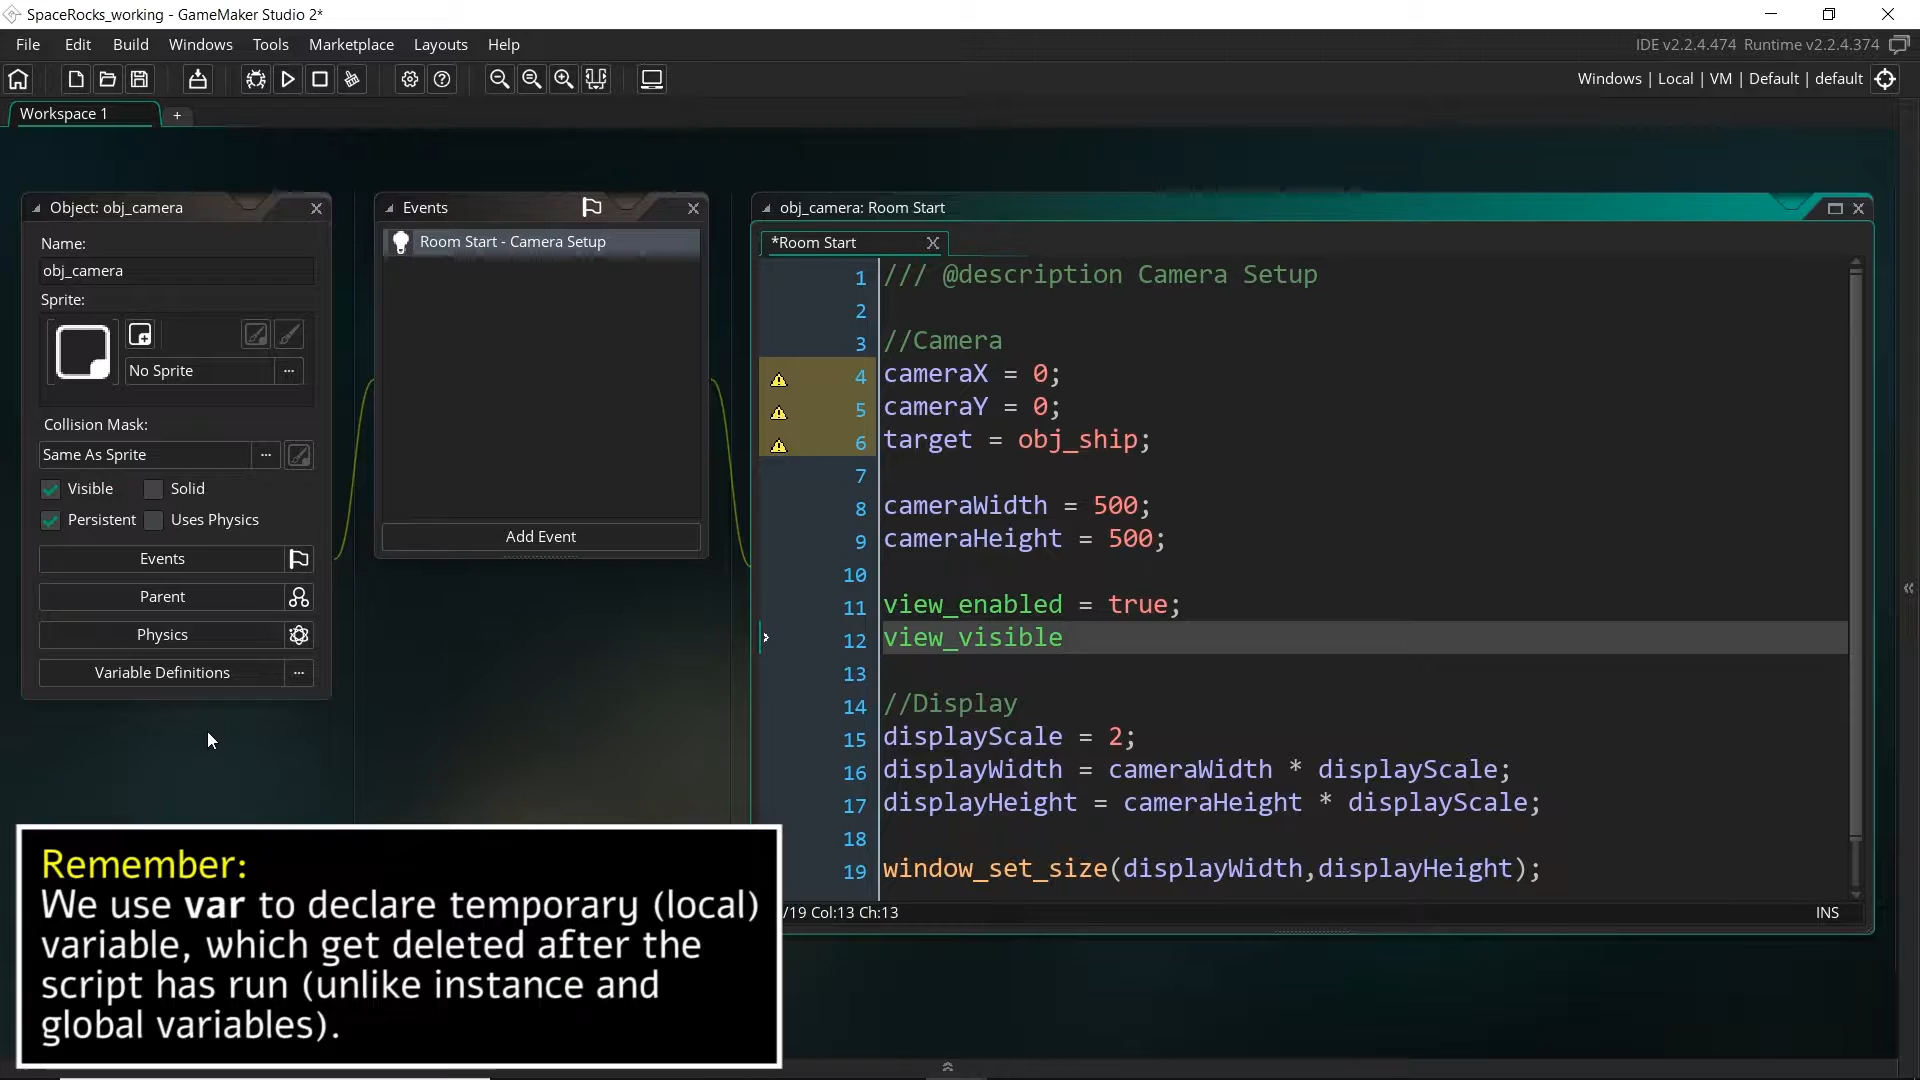 SpaceRocks_working - GameMaker Studio 2*
File Edit Build Windows Tools Marketplace Layouts Help
IDE v2.2.4.474 Runtime v2.2.4.374
Windows | Local | VM | Default | default
Workspace 1
+
Object: obj_camera
Name:
obj_camera
Sprite:
No Sprite
...
Collision Mask:
Same As Sprite
...
Visible Solid
Persistent Uses Physics
Events
Parent
Physics
Variable Definitions
...
Events
Room Start - Camera Setup
Add Event
obj_camera: Room Start
*Room Start
1 /// @description Camera Setup
2
3 //Camera
4 cameraX = 0;
5 cameraY = 0;
6 target = obj_ship;
7
8 cameraWidth = 500;
9 cameraHeight = 500;
10
11 view_enabled = true;
12 view_visible
13
14 //Display
15 displayScale = 2;
16 displayWidth = cameraWidth * displayScale;
17 displayHeight = cameraHeight * displayScale;
18
19 window_set_size(displayWidth,displayHeight);
/19 Col:13 Ch:13
INS
Remember:
We use var to declare temporary (local)
variable, which get deleted after the
script has run (unlike instance and
global variables).